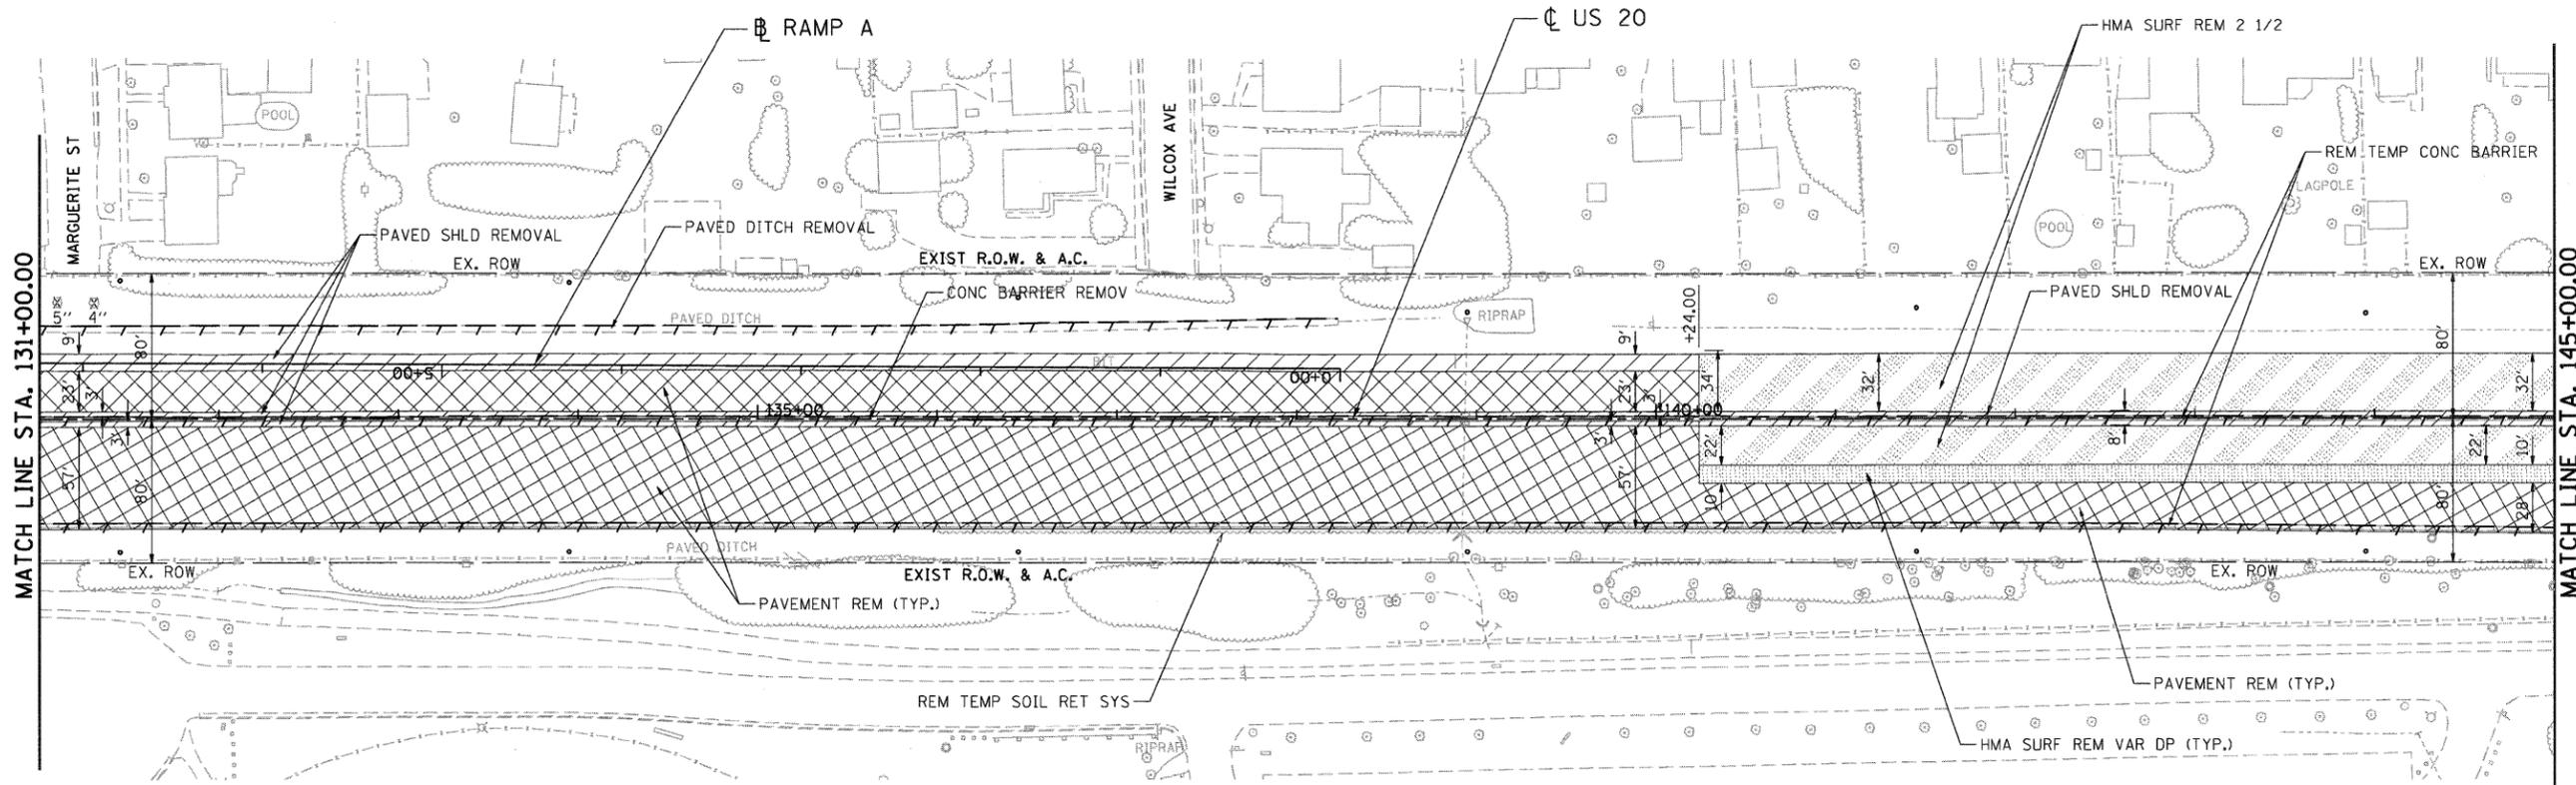 ℄ US 20
HMA SURF REM 2 1/2
RAMP A
POOL
WILCOX AVE
MARGUERITE ST
REM TEMP CONC BARRIER
LAGPOLE
POOL
PAVED SHLD REMOVAL
PAVED DITCH REMOVAL
EX. ROW
EXIST R.O.W. & A.C.
EX. ROW
CONC BARRIER REMOV
PAVED SHLD REMOVAL
5" 4"
PAVED DITCH
RIPRAP
+24.00
9'
80'
9'
80'
BIT
5+00
0+00
23'
3'
23'
3'
34'
32'
32'
135+00
140+00
3'
3'
22'
8'
22'
10'
57'
80'
57'
10'
80'
28'
MATCH LINE STA. 131+00.00
MATCH LINE STA. 145+00.00
PAVED DITCH
EX. ROW
EXIST R.O.W. & A.C.
EX. ROW
PAVEMENT REM (TYP.)
REM TEMP SOIL RET SYS
PAVEMENT REM (TYP.)
HMA SURF REM VAR DP (TYP.)
RIPRAP